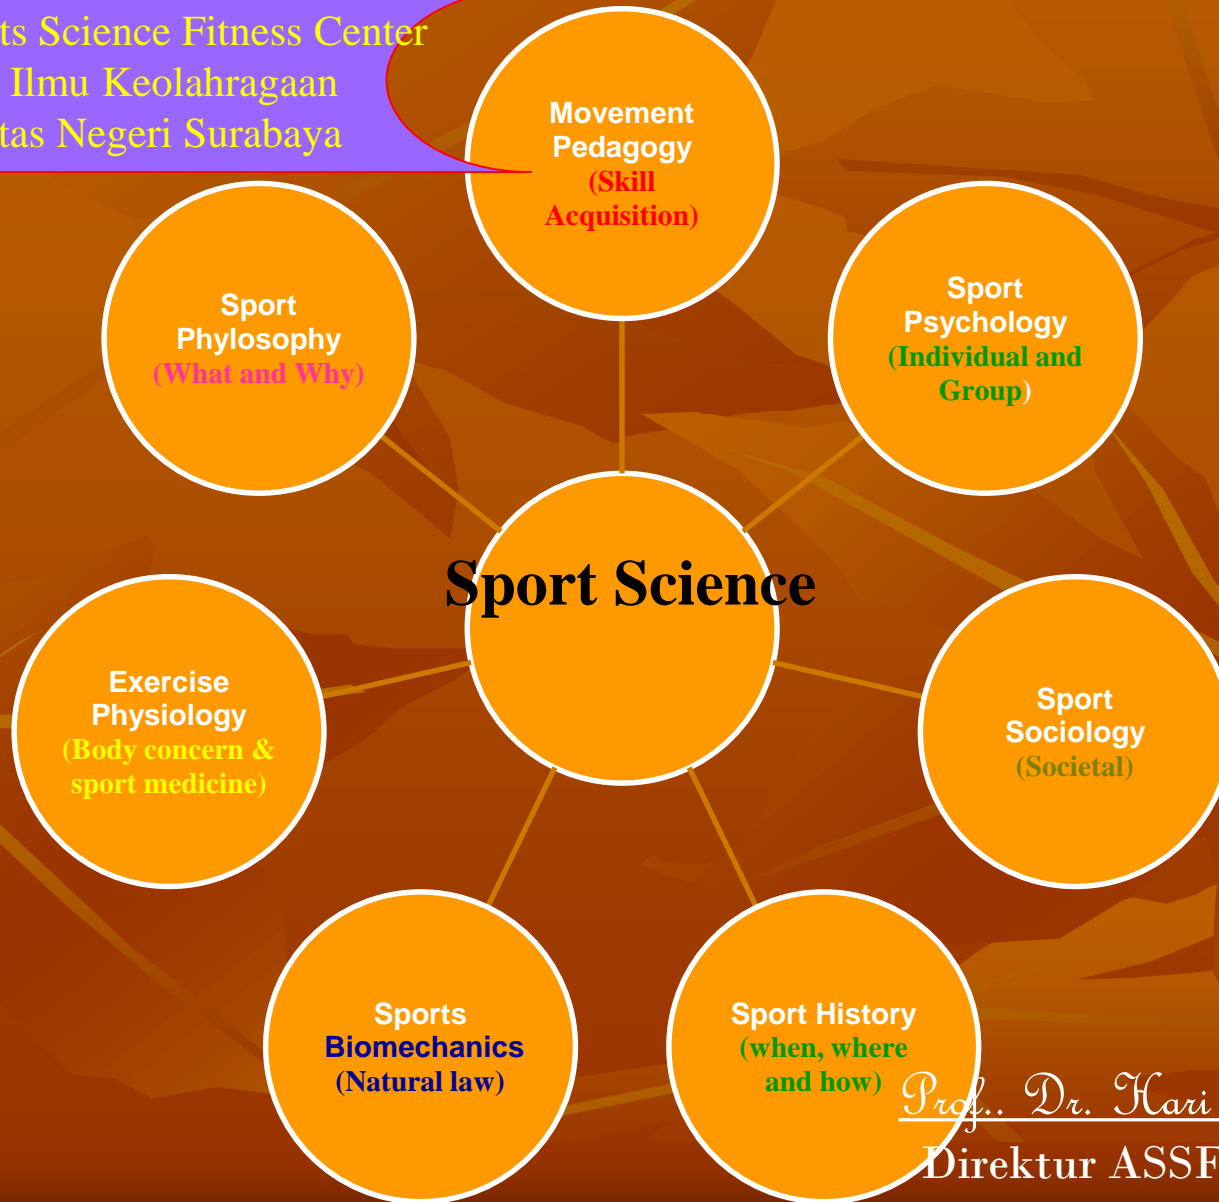 ts Science Fitness Center
Ilmu Keolahragaan
tas Negeri Surabaya
Movement
Pedagogy
(Skill
Acquisition)
Sport
Psychology
(Individual and
Group)
Sport
Phylosophy
(What and Why)
Sport Science
Exercise
Physiology
(Body concern &
sport medicine)
Sport
Sociology
(Societal)
Sports
Biomechanics
(Natural law)
Sport History
(when, where
and how)
Prof.. Dr. Hari
Direktur ASSF